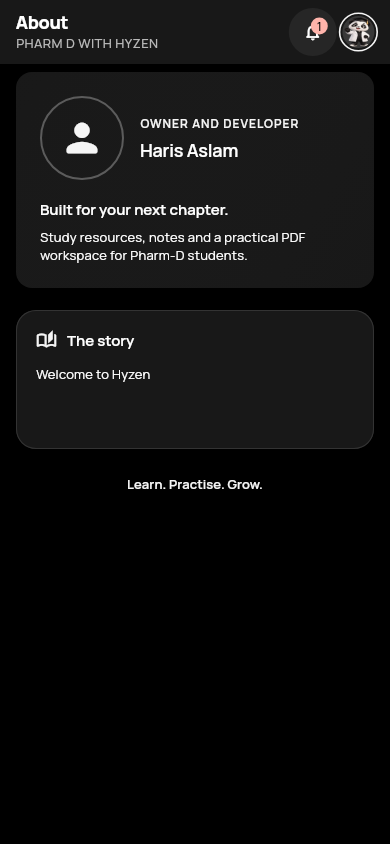 About
PHARM D WITH HYZEN
1
OWNER AND DEVELOPER
Haris Aslam
Built for your next chapter.
Study resources, notes and a practical PDF
workspace for Pharm-D students.
The story
Welcome to Hyzen
Learn. Practise. Grow.